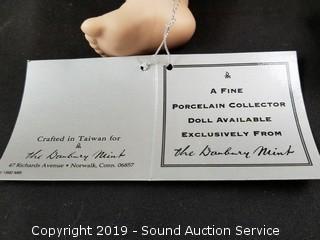 Crafted in Taiwan for
The Danbury Mint
47 Richards Avenue • Norwalk, Conn. 06857
A FINE
PORCELAIN COLLECTOR
DOLL AVAILABLE
EXCLUSIVELY FROM
The Danbury Mint
Copyright 2019 - Sound Auction Service